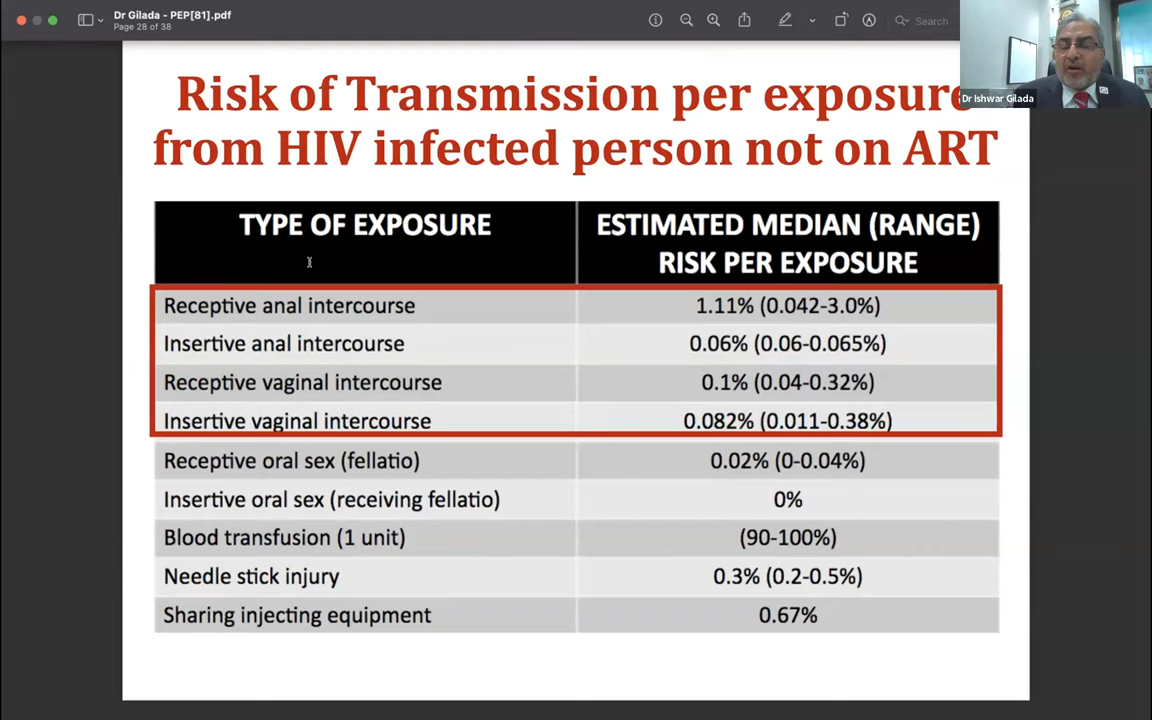 Dr Gilada - PEP[81].pdf
Page 28 of 38
Search
Dr Ishwar Gilada
Risk of Transmission per exposure
from HIV infected person not on ART
TYPE OF EXPOSURE
ESTIMATED MEDIAN (RANGE)
RISK PER EXPOSURE
Receptive anal intercourse 1.11% (0.042-3.0%)
Insertive anal intercourse 0.06% (0.06-0.065%)
Receptive vaginal intercourse 0.1% (0.04-0.32%)
Insertive vaginal intercourse 0.082% (0.011-0.38%)
Receptive oral sex (fellatio) 0.02% (0-0.04%)
Insertive oral sex (receiving fellatio) 0%
Blood transfusion (1 unit) (90-100%)
Needle stick injury 0.3% (0.2-0.5%)
Sharing injecting equipment 0.67%